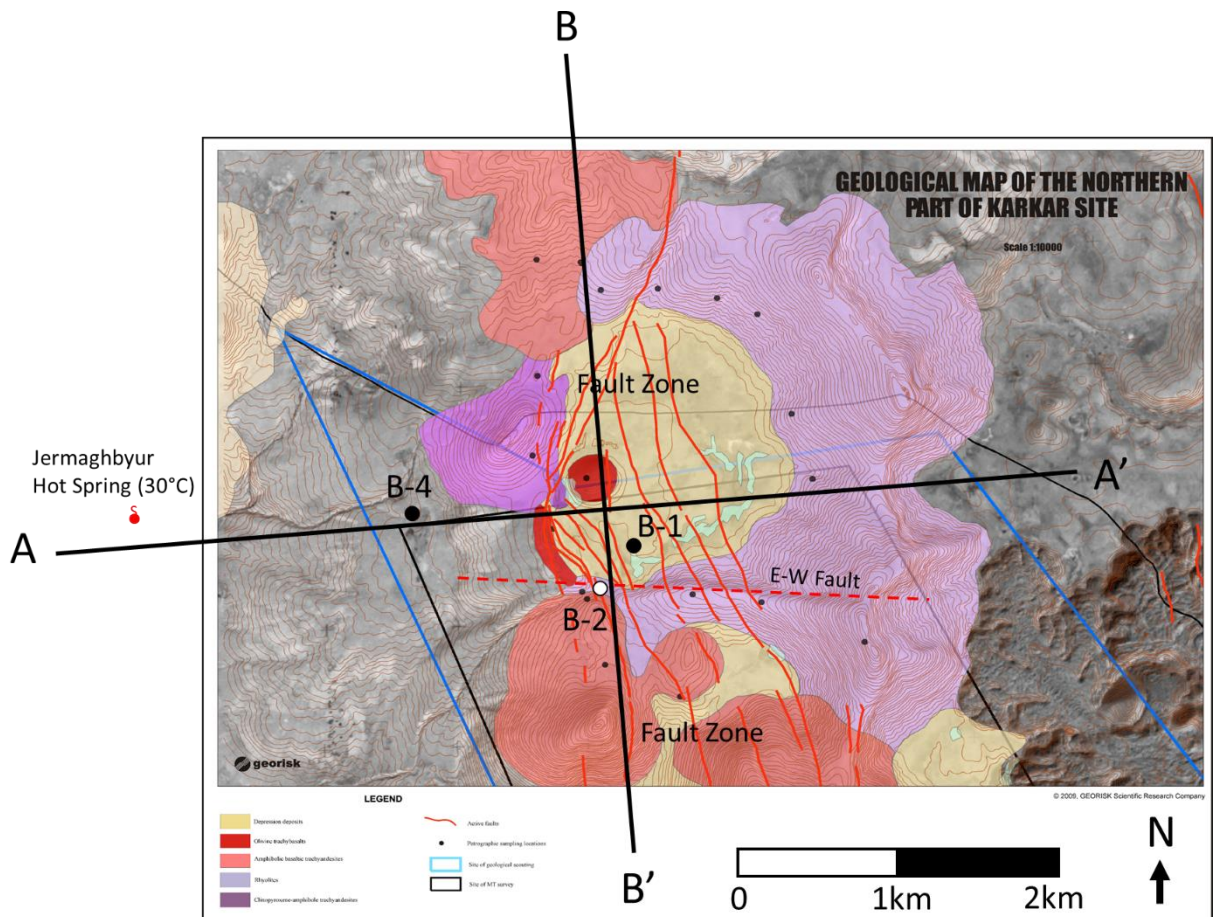 B
GEOLOGICAL MAP OF THE NORTHERN
PART OF KARKAR SITE
Scale 1:10000
Fault Zone
Jermaghbyur
Hot Spring (30°C)
B-4
A'
A
B-1
E-W Fault
B-2
Fault Zone
georisk
LEGEND
© 2009, GEORISK Scientific Research Company
Depression deposits
Olivine trachybasalts
Amphibolic basaltic trachyandesites
Rhyolites
Clinopyroxene-amphibole trachyandesites
Active faults
Petrographic sampling locations
Site of geological scouting
Site of MT survey
N
0
1km
2km
B'